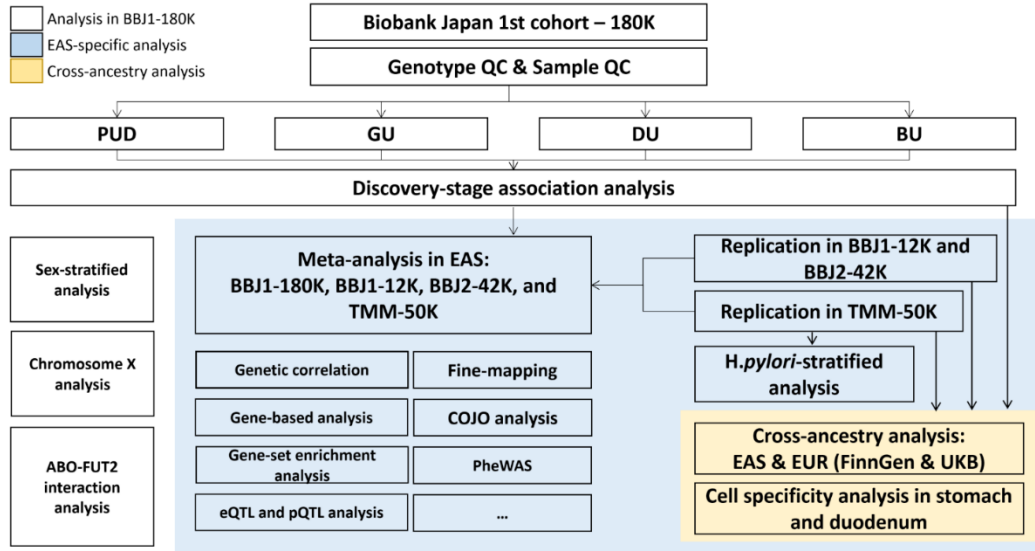 Analysis in BBJ1-180K
EAS-specific analysis
Cross-ancestry analysis
Biobank Japan 1st cohort – 180K
Genotype QC & Sample QC
PUD
GU
DU
BU
Discovery-stage association analysis
Sex-stratified
analysis
Chromosome X
analysis
ABO-FUT2
interaction
analysis
Meta-analysis in EAS:
BBJ1-180K, BBJ1-12K, BBJ2-42K, and
TMM-50K
Genetic correlation
Fine-mapping
Gene-based analysis
COJO analysis
Gene-set enrichment
analysis
PheWAS
eQTL and pQTL analysis
...
Replication in BBJ1-12K and
BBJ2-42K
Replication in TMM-50K
H.pylori-stratified
analysis
Cross-ancestry analysis:
EAS & EUR (FinnGen & UKB)
Cell specificity analysis in stomach
and duodenum